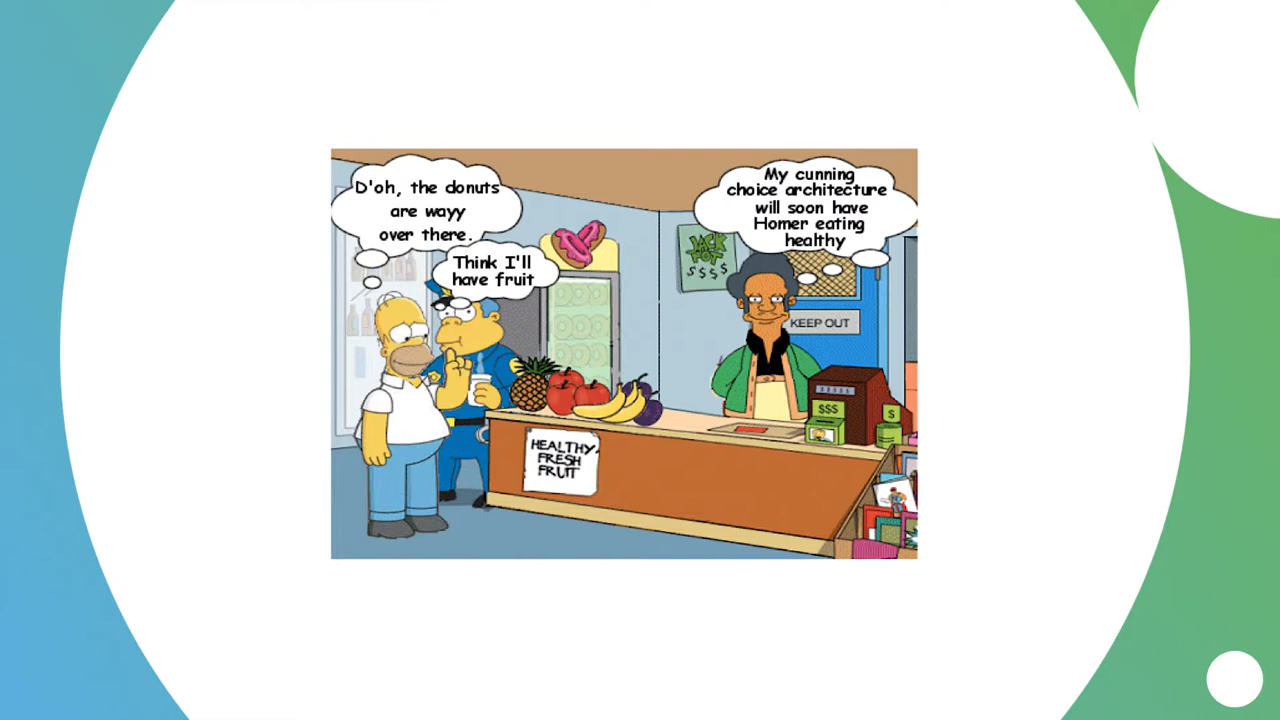 D'oh, the donuts
are wayy
over there.
Think I'll
have fruit
My cunning
choice architecture
will soon have
Homer eating
healthy
JACK
POT
S$$$
KEEP OUT
$$$
$
HEALTHY,
FRESH
FRUIT